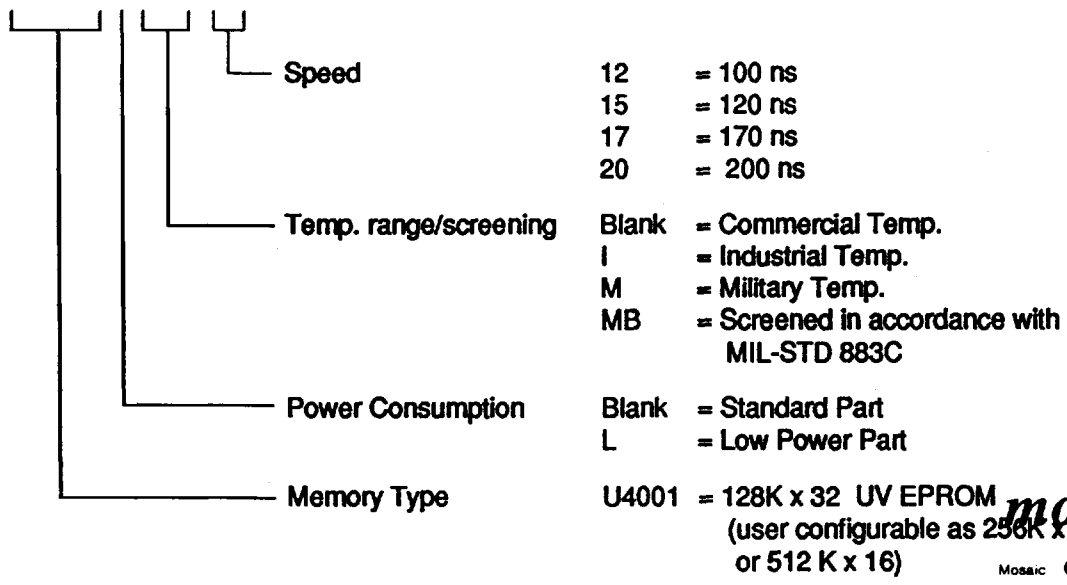 Speed 12 = 100 ns
15 = 120 ns
17 = 170 ns
20 = 200 ns
Temp. range/screening Blank = Commercial Temp.
I = Industrial Temp.
M = Military Temp.
MB = Screened in accordance with
MIL-STD 883C
Power Consumption Blank = Standard Part
L = Low Power Part
Memory Type U4001 = 128K x 32 UV EPROM
(user configurable as 256K x
or 512 K x 16)
Mosaic